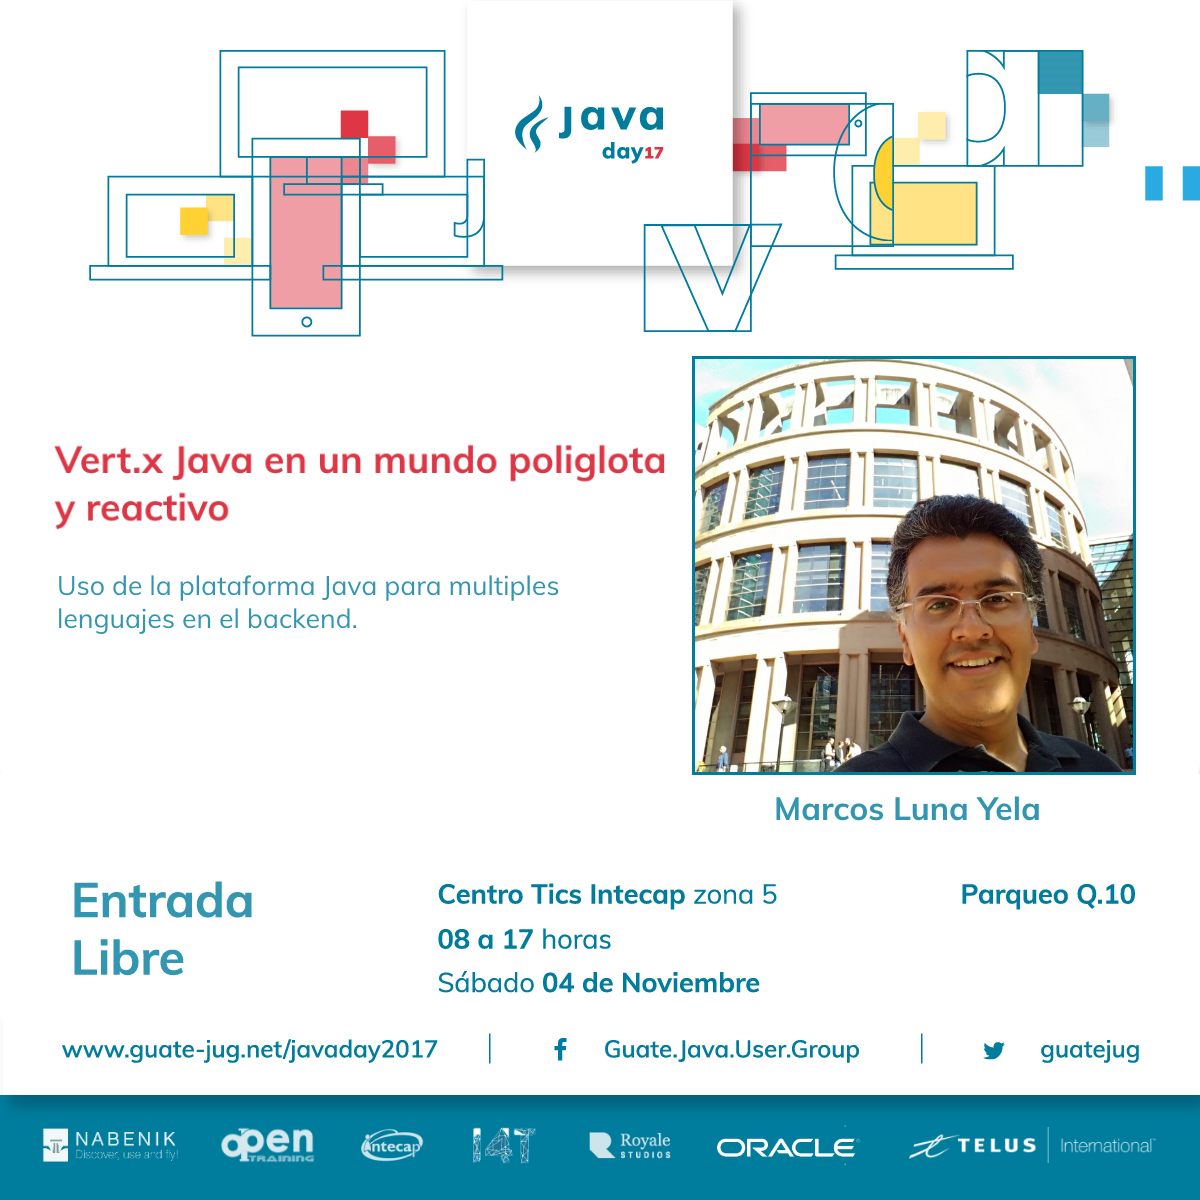 Java
day17
Vert.x Java en un mundo poliglota
y reactivo
Uso de la plataforma Java para multiples
lenguajes en el backend.
Marcos Luna Yela
Entrada
Libre
Centro Tics Intecap zona 5
08 a 17 horas
Sábado 04 de Noviembre
Parqueo Q.10
www.guate-jug.net/javaday2017
Guate.Java.User.Group
guatejug
NABENIK
Discover, use and fly!
open
TRAINING
intecap
I4T
Royale
STUDIOS
ORACLE
TELUS International